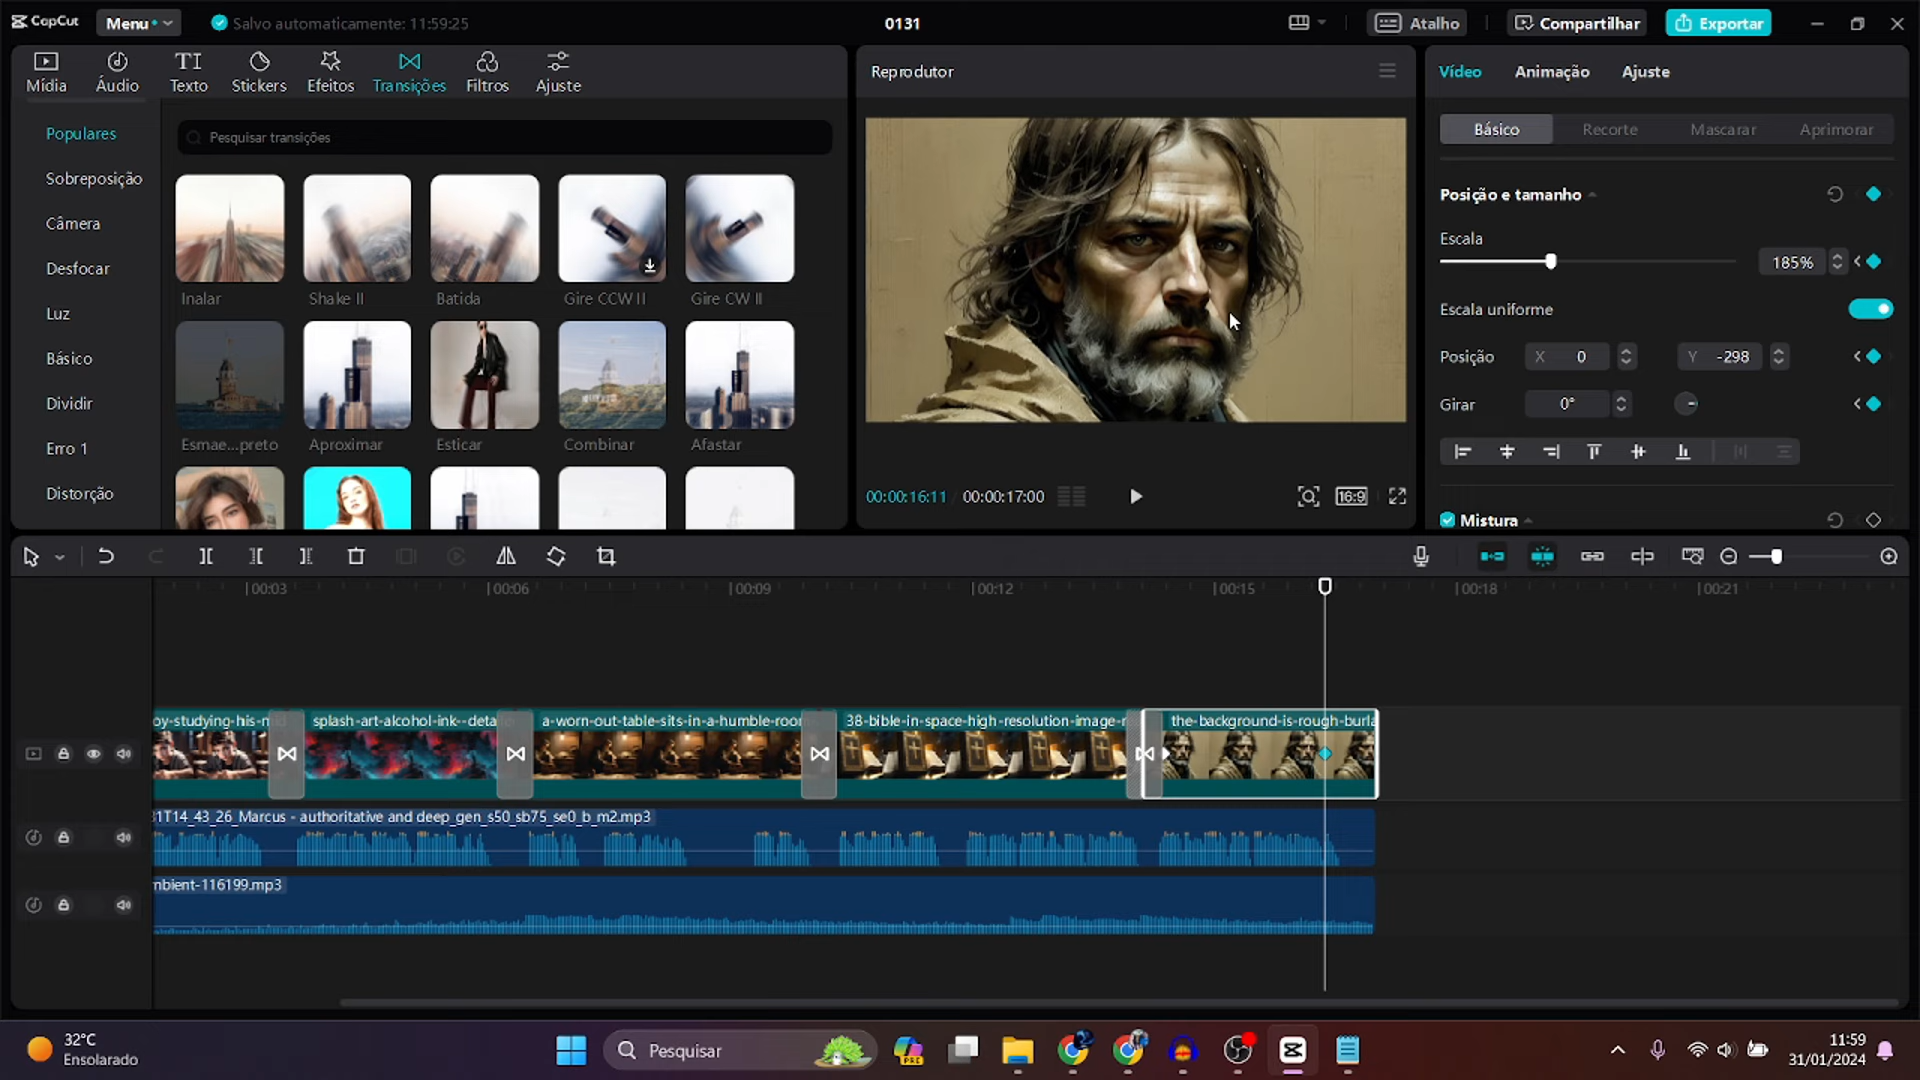 CapCut
Menu
Salvo automaticamente: 11:59:25
0131
Atalho
Compartilhar
Exportar
Mídia
Áudio
Texto
Stickers
Efeitos
Transições
Filtros
Ajuste
Populares
Sobreposição
Câmera
Desfocar
Luz
Básico
Dividir
Erro 1
Distorção
Pesquisar transições
Inalar
Shake II
Batida
Gire CCW II
Gire CW II
Esmae...preto
Aproximar
Esticar
Combinar
Afastar
Reprodutor
00:00:16:11
00:00:17:00
16:9
Vídeo
Animação
Ajuste
Básico
Recorte
Mascarar
Aprimorar
Posição e tamanho
Escala
185%
Escala uniforme
Posição
X 0
Y -298
Girar
0°
Mistura
00:03
00:06
00:09
00:12
00:15
00:18
00:21
oy-studying-his-m
splash-art-alcohol-ink--deta
a-worn-out-table-sits-in-a-humble-roo
38-bible-in-space-high-resolution-image-
the-background-is-rough-burla
31T14_43_26_Marcus - authoritative and deep_gen_s50_sb75_se0_b_m2.mp3
mbient-116199.mp3
32°C
Ensolarado
Pesquisar
PRE
11:59
31/01/2024